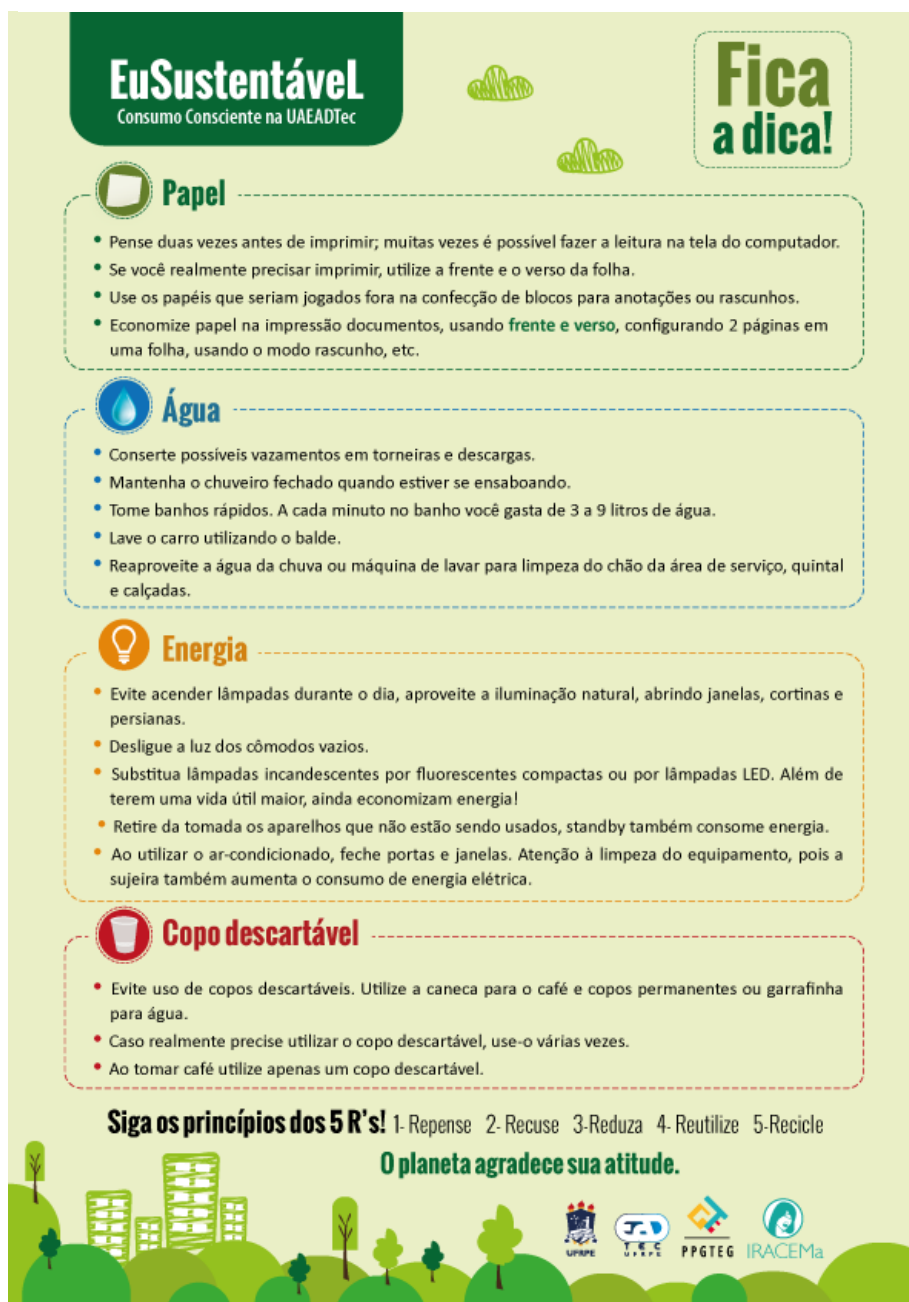 EuSustentáveL
Consumo Consciente na UAEADTec
Fica
a dica!
Papel
• Pense duas vezes antes de imprimir; muitas vezes é possível fazer a leitura na tela do computador.
• Se você realmente precisar imprimir, utilize a frente e o verso da folha.
• Use os papéis que seriam jogados fora na confecção de blocos para anotações ou rascunhos.
• Economize papel na impressão documentos, usando frente e verso, configurando 2 páginas em
uma folha, usando o modo rascunho, etc.
Água
• Conserte possíveis vazamentos em torneiras e descargas.
• Mantenha o chuveiro fechado quando estiver se ensaboando.
• Tome banhos rápidos. A cada minuto no banho você gasta de 3 a 9 litros de água.
• Lave o carro utilizando o balde.
• Reaproveite a água da chuva ou máquina de lavar para limpeza do chão da área de serviço, quintal
e calçadas.
Energia
• Evite acender lâmpadas durante o dia, aproveite a iluminação natural, abrindo janelas, cortinas e
persianas.
• Desligue a luz dos cômodos vazios.
• Substitua lâmpadas incandescentes por fluorescentes compactas ou por lâmpadas LED. Além de
terem uma vida útil maior, ainda economizam energia!
• Retire da tomada os aparelhos que não estão sendo usados, standby também consome energia.
• Ao utilizar o ar-condicionado, feche portas e janelas. Atenção à limpeza do equipamento, pois a
sujeira também aumenta o consumo de energia elétrica.
Copo descartável
• Evite uso de copos descartáveis. Utilize a caneca para o café e copos permanentes ou garrafinha
para água.
• Caso realmente precise utilizar o copo descartável, use-o várias vezes.
• Ao tomar café utilize apenas um copo descartável.
Siga os princípios dos 5 R's! 1- Repense 2- Recuse 3-Reduza 4- Reutilize 5-Recicle
O planeta agradece sua atitude.
UFRPE
TEC
UFRPE
PPGTEG
IRACEMa